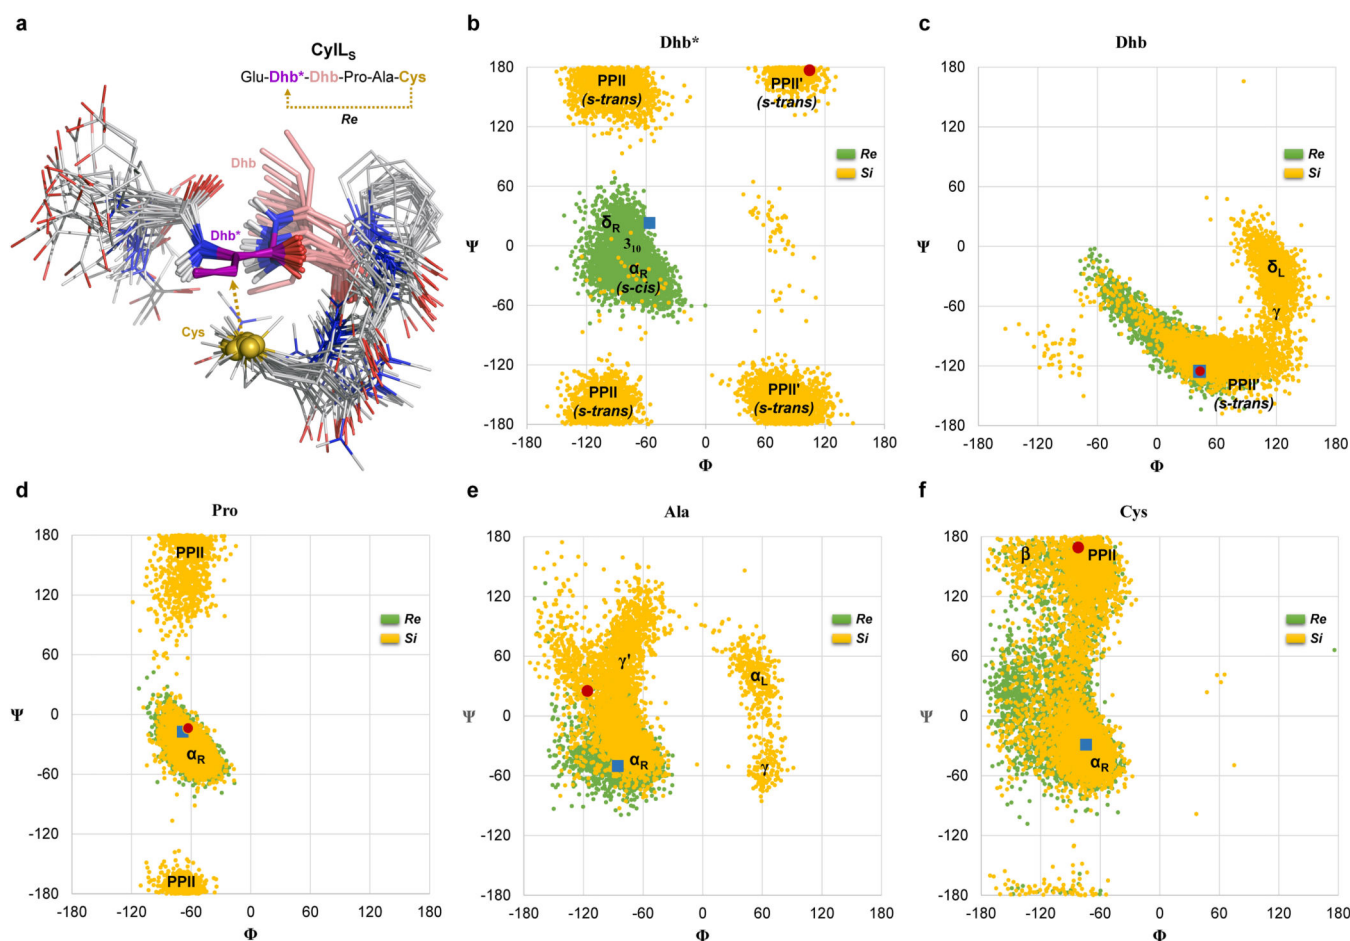 a
CylLS
Glu-Dhb*-Dhb-Pro-Ala-Cys
Re
Dhb
Dhb*
Cys
b
Dhb*
180
120
60
Ψ 0
-60
-120
-180
-180 -120 -60 0 60 120 180
Φ
PPII
(s-trans)
PPII'
(s-trans)
Re
Si
δR
310
αR
(s-cis)
PPII
(s-trans)
PPII'
(s-trans)
c
Dhb
180
120
60
Ψ 0
-60
-120
-180
-180 -120 -60 0 60 120 180
Φ
Re
Si
δL
γ
PPII'
(s-trans)
d
Pro
180
120
60
Ψ 0
-60
-120
-180
-180 -120 -60 0 60 120 180
Φ
PPII
Re
Si
αR
PPII
e
Ala
180
120
60
Ψ 0
-60
-120
-180
-180 -120 -60 0 60 120 180
Φ
Re
Si
γ'
αL
αR
γ
f
Cys
180
120
60
Ψ 0
-60
-120
-180
-180 -120 -60 0 60 120 180
Φ
β
PPII
Re
Si
αR